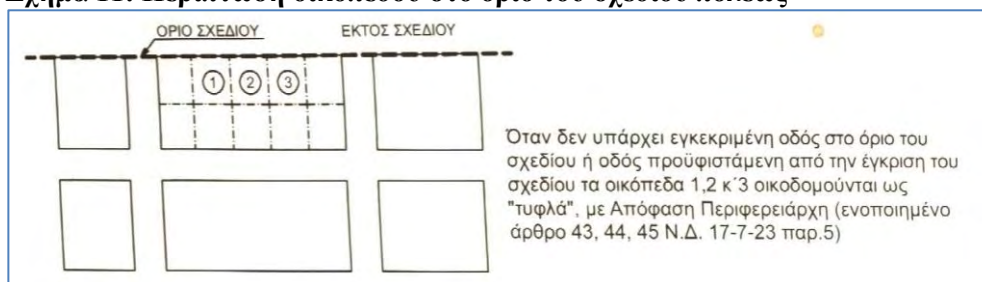 ΟΡΙΟ ΣΧΕΔΙΟΥ
ΕΚΤΟΣ ΣΧΕΔΙΟΥ
1 2 3
Όταν δεν υπάρχει εγκεκριμένη οδός στο όριο του
σχεδίου ή οδός προϋφιστάμενη από την έγκριση του
σχεδίου τα οικόπεδα 1,2 κ΄3 οικοδομούνται ως
"τυφλά", με Απόφαση Περιφερειάρχη (ενοποιημένο
άρθρο 43, 44, 45 Ν.Δ. 17-7-23 παρ.5)